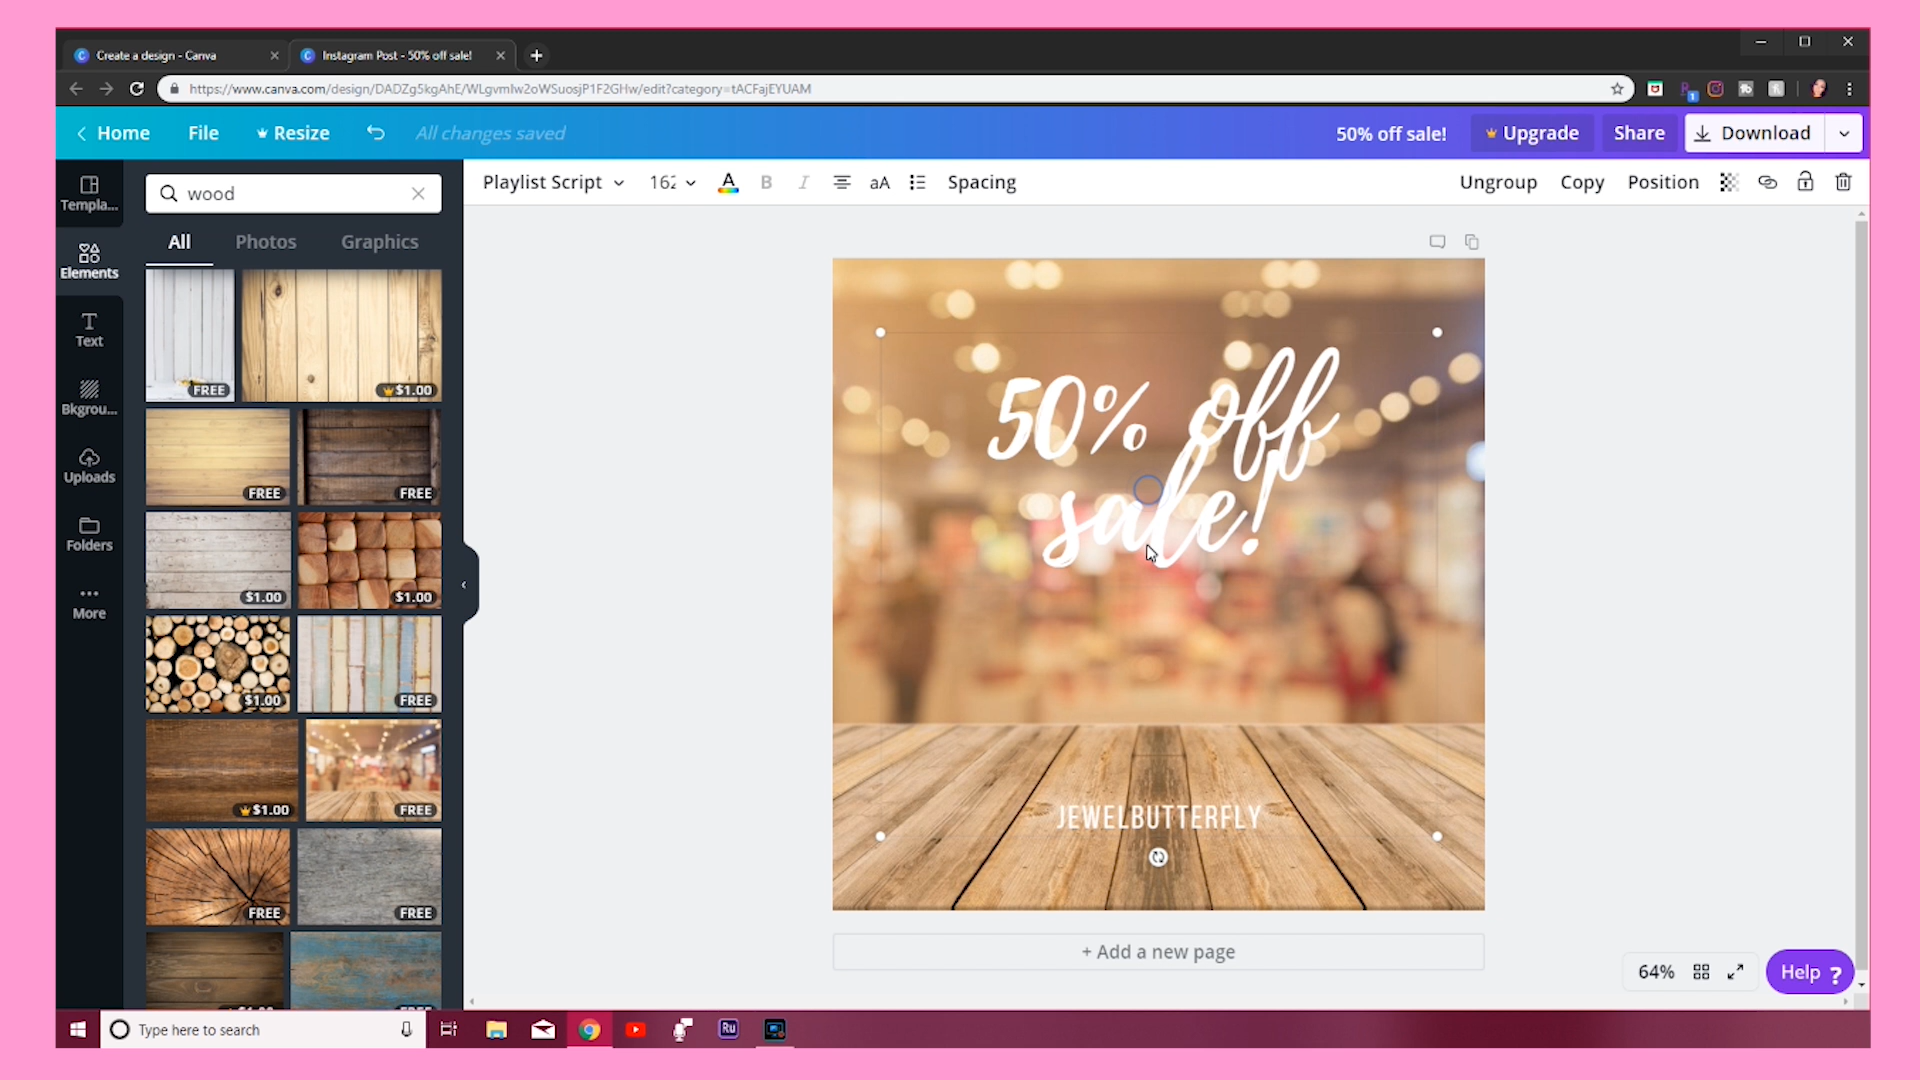 Create a design - Canva
Instagram Post - 50% off sale!
https://www.canva.com/design/DADZg5kgAhE/WLgvmIw2oWSuosjP1F2GHw/edit?category=tACFajEYUAM
Home
File
Resize
All changes saved
50% off sale!
Upgrade
Share
Download
Templa...
Elements
Text
Bkgrou...
Uploads
Folders
More
wood
All
Photos
Graphics
FREE
$1.00
FREE
FREE
$1.00
$1.00
$1.00
FREE
$1.00
FREE
FREE
FREE
Playlist Script
162
A
B
I
aA
Spacing
Ungroup
Copy
Position
50% off
sale!
JEWELBUTTERFLY
+ Add a new page
64%
Help ?
Type here to search
Ru